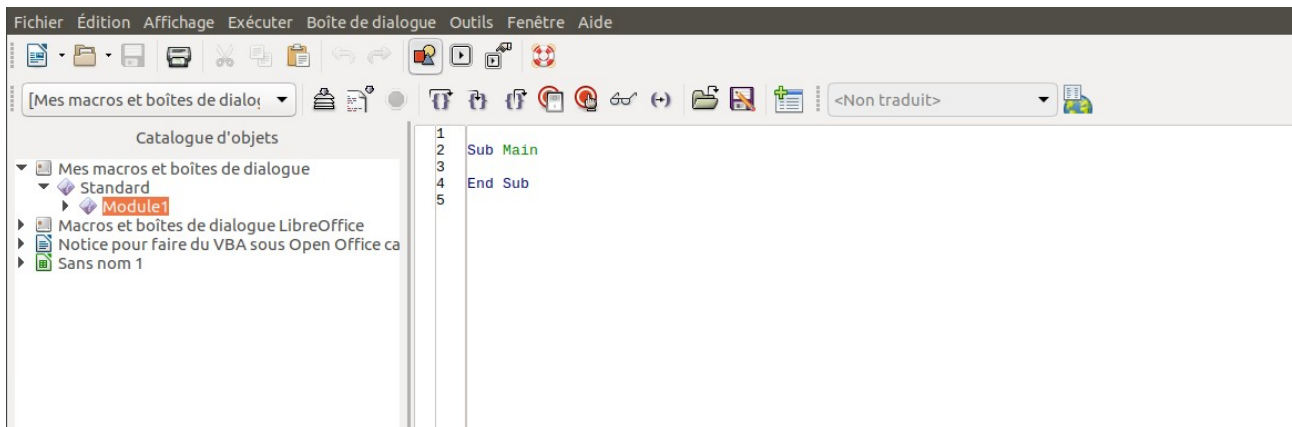 Fichier Édition Affichage Exécuter Boîte de dialogue Outils Fenêtre Aide
[Mes macros et boîtes de dialog
<Non traduit>
Catalogue d'objets
Mes macros et boîtes de dialogue
Standard
Module1
Macros et boîtes de dialogue LibreOffice
Notice pour faire du VBA sous Open Office ca
Sans nom 1
1
2 Sub Main
3
4 End Sub
5